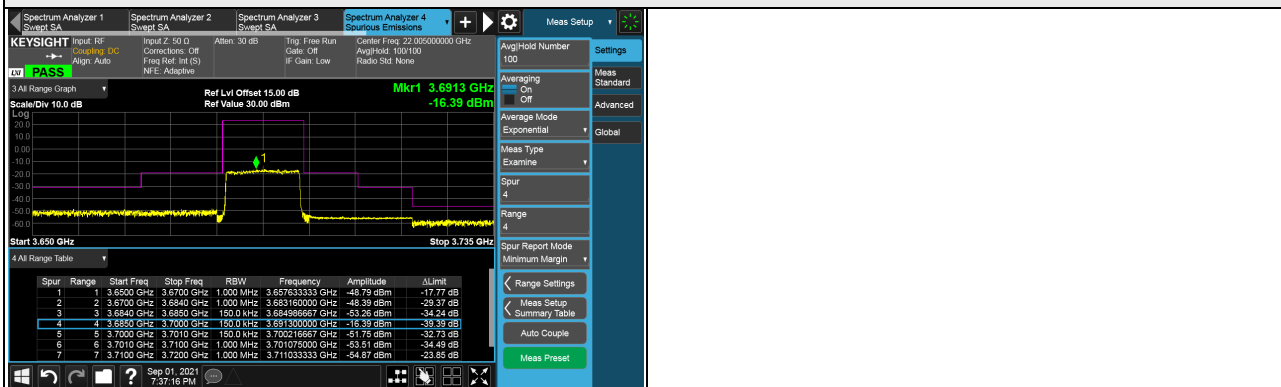 Spectrum Analyzer 1
Swept SA
Spectrum Analyzer 2
Swept SA
Spectrum Analyzer 3
Swept SA
Spectrum Analyzer 4
Spurious Emissions
Meas Setup
KEYSIGHT
Input: RF
Coupling: DC
Align: Auto
Input Z: 50 Ω
Corrections: Off
Freq Ref: Int (S)
NFE: Adaptive
Atten: 30 dB
Trig: Free Run
Gate: Off
IF Gain: Low
Center Freq: 22.005000000 GHz
Avg|Hold: 100/100
Radio Std: None
LXI PASS
3 All Range Graph
Scale/Div 10.0 dB
Ref Lvl Offset 15.00 dB
Ref Value 30.00 dBm
Mkr1 3.6913 GHz
-16.39 dBm
Log
20.0
10.0
0.00
-10.0
-20.0
-30.0
-40.0
-50.0
-60.0
1
Start 3.650 GHz
Stop 3.735 GHz
4 All Range Table
Spur Range Start Freq Stop Freq RBW Frequency Amplitude ΔLimit
1 1 3.6500 GHz 3.6700 GHz 1.000 MHz 3.657633333 GHz -48.79 dBm -17.77 dB
2 2 3.6700 GHz 3.6840 GHz 1.000 MHz 3.683160000 GHz -48.39 dBm -29.37 dB
3 3 3.6840 GHz 3.6850 GHz 150.0 kHz 3.684986667 GHz -53.26 dBm -34.24 dB
4 4 3.6850 GHz 3.7000 GHz 150.0 kHz 3.691300000 GHz -16.39 dBm -39.39 dB
5 5 3.7000 GHz 3.7010 GHz 150.0 kHz 3.700216667 GHz -51.75 dBm -32.73 dB
6 6 3.7010 GHz 3.7100 GHz 1.000 MHz 3.701075000 GHz -53.51 dBm -34.49 dB
7 7 3.7100 GHz 3.7200 GHz 1.000 MHz 3.711033333 GHz -54.87 dBm -23.85 dB
Sep 01, 2021
7:37:16 PM
Avg|Hold Number
100
Averaging
On
Off
Average Mode
Exponential
Meas Type
Examine
Spur
4
Range
4
Spur Report Mode
Minimum Margin
Range Settings
Meas Setup
Summary Table
Auto Couple
Meas Preset
Settings
Meas
Standard
Advanced
Global